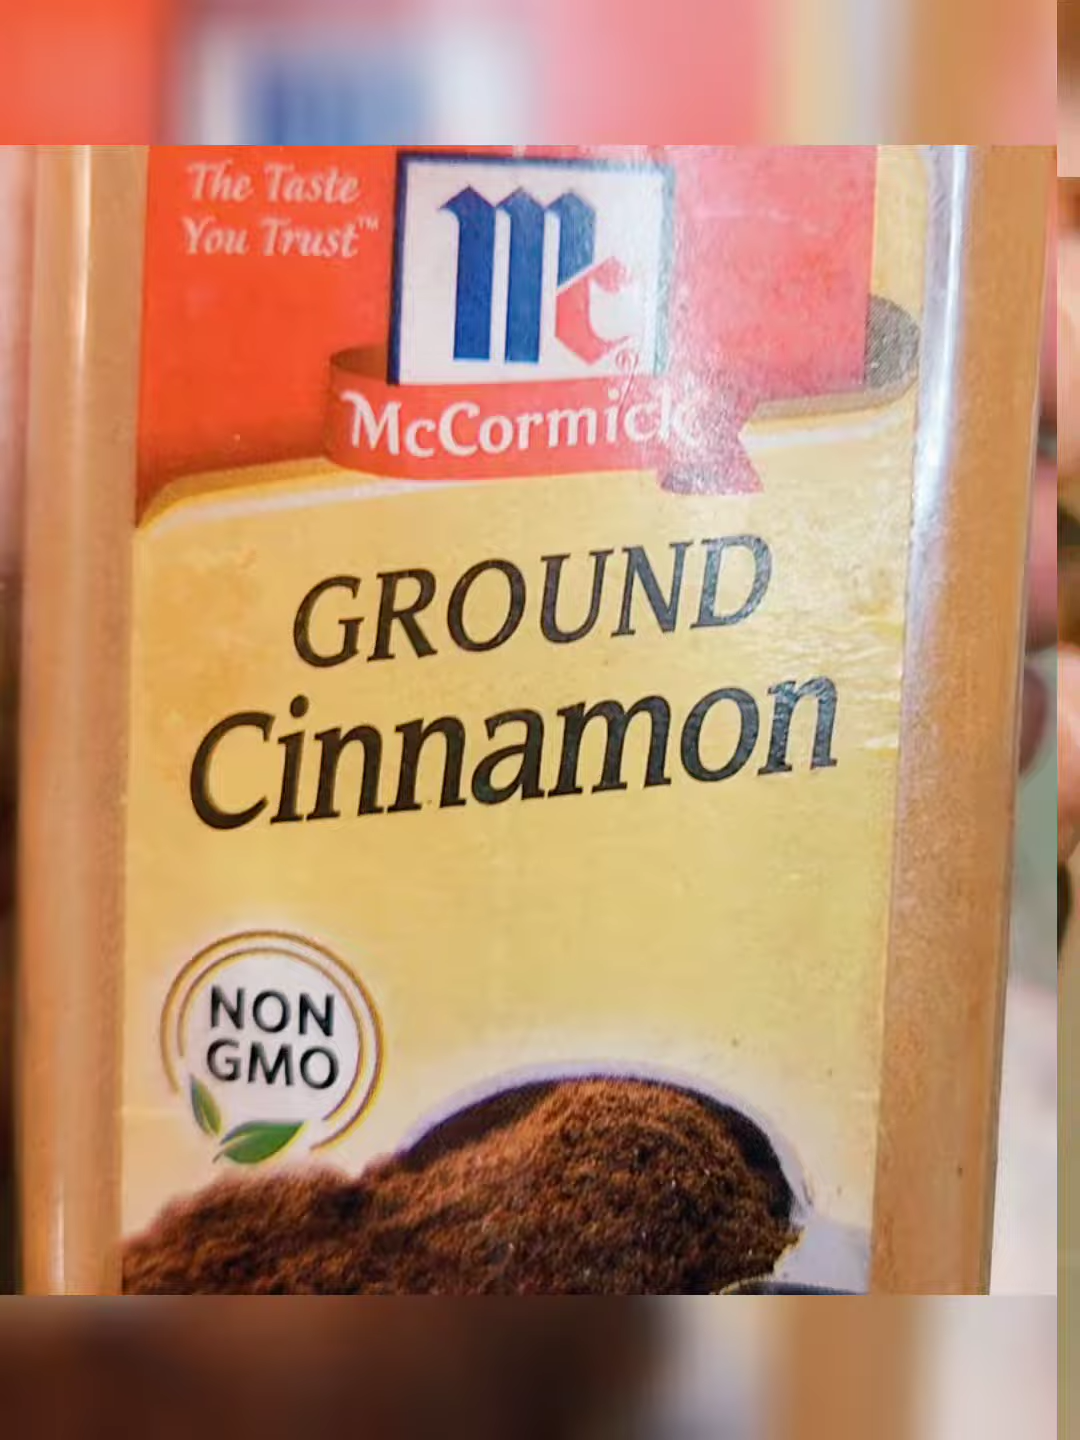 The Taste
You Trust™
Mc
McCormick
GROUND
Cinnamon
NON
GMO